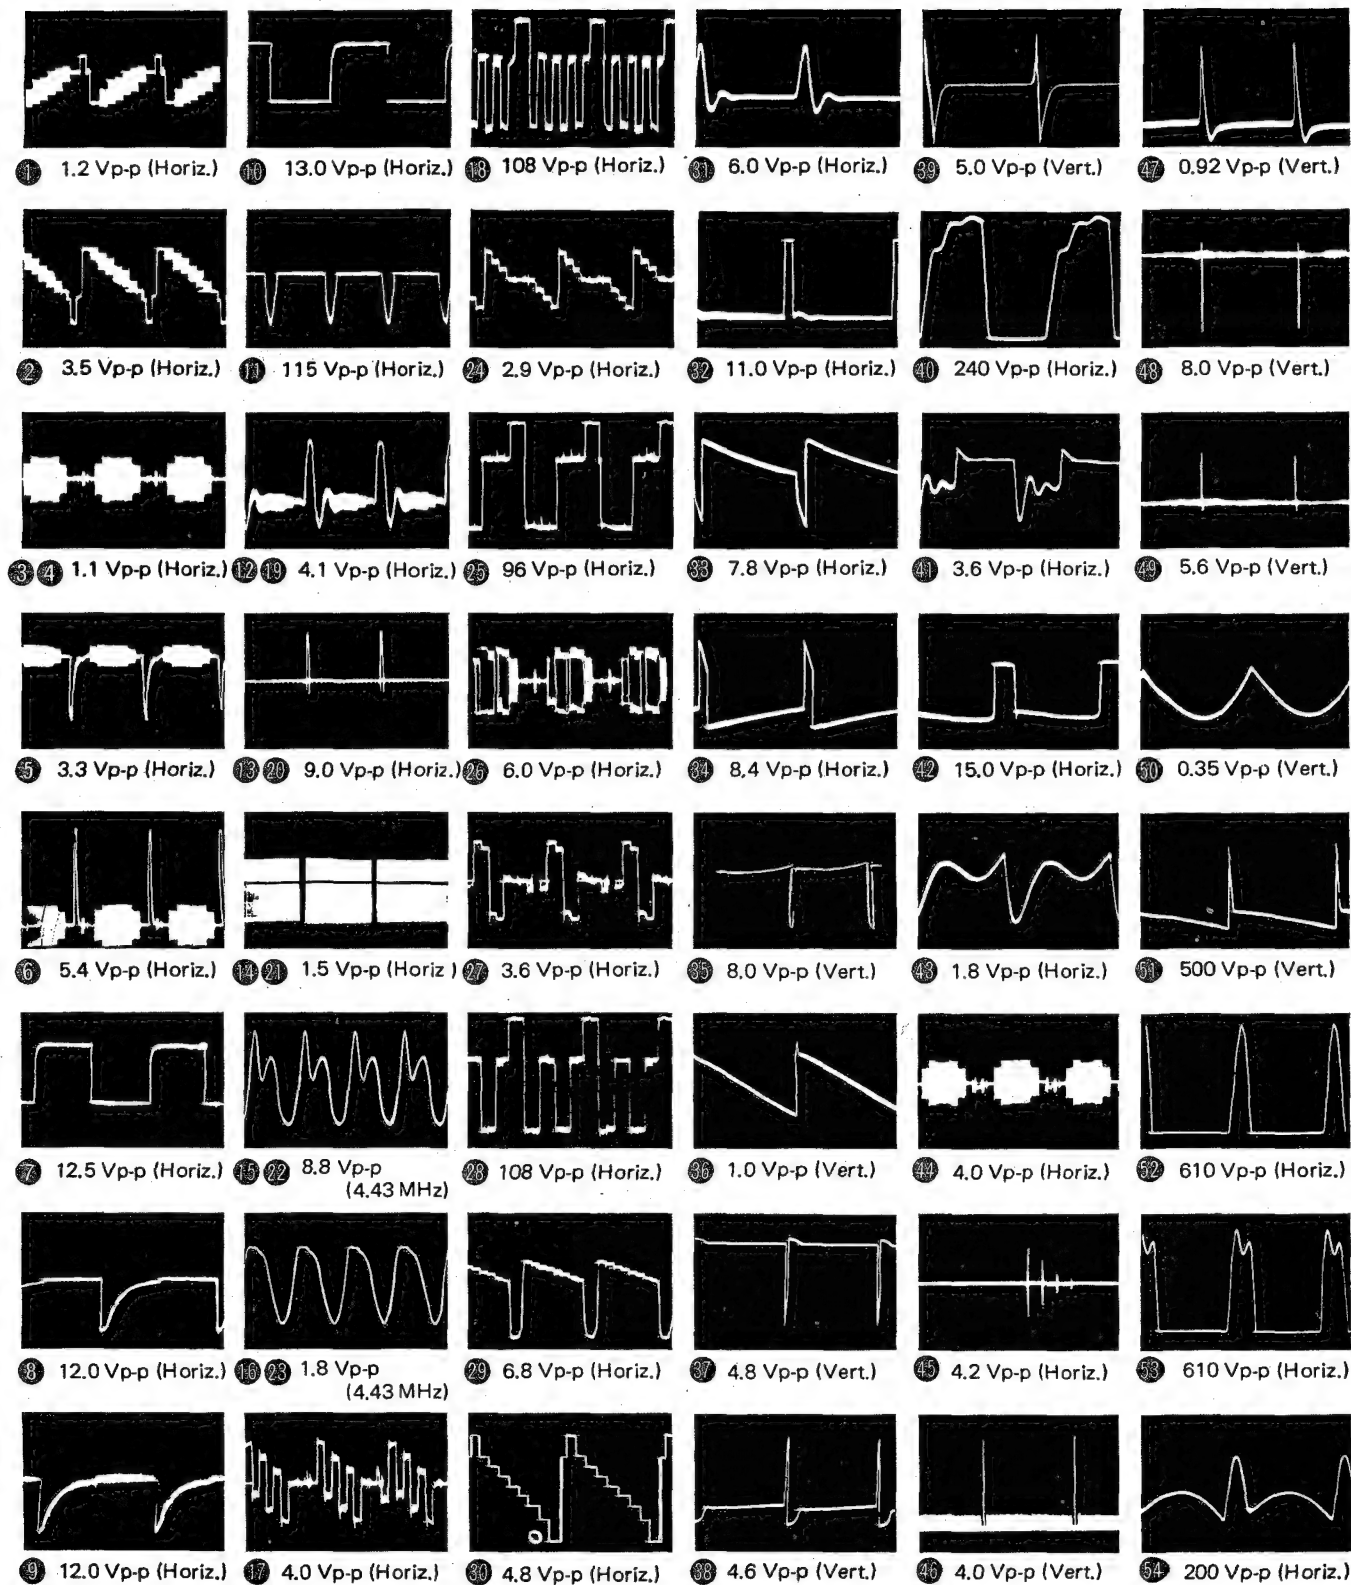 1 1.2 Vp-p (Horiz.)
10 13.0 Vp-p (Horiz.)
18 108 Vp-p (Horiz.)
31 6.0 Vp-p (Horiz.)
39 5.0 Vp-p (Vert.)
47 0.92 Vp-p (Vert.)
2 3.5 Vp-p (Horiz.)
11 115 Vp-p (Horiz.)
24 2.9 Vp-p (Horiz.)
32 11.0 Vp-p (Horiz.)
40 240 Vp-p (Horiz.)
48 8.0 Vp-p (Vert.)
3 4 1.1 Vp-p (Horiz.)
12 19 4.1 Vp-p (Horiz.)
25 96 Vp-p (Horiz.)
33 7.8 Vp-p (Horiz.)
41 3.6 Vp-p (Horiz.)
49 5.6 Vp-p (Vert.)
5 3.3 Vp-p (Horiz.)
13 20 9.0 Vp-p (Horiz.)
26 6.0 Vp-p (Horiz.)
34 8.4 Vp-p (Horiz.)
42 15.0 Vp-p (Horiz.)
50 0.35 Vp-p (Vert.)
6 5.4 Vp-p (Horiz.)
14 21 1.5 Vp-p (Horiz )
27 3.6 Vp-p (Horiz.)
35 8.0 Vp-p (Vert.)
43 1.8 Vp-p (Horiz.)
51 500 Vp-p (Vert.)
7 12.5 Vp-p (Horiz.)
15 22 8.8 Vp-p
(4.43 MHz)
28 108 Vp-p (Horiz.)
36 1.0 Vp-p (Vert.)
44 4.0 Vp-p (Horiz.)
52 610 Vp-p (Horiz.)
8 12.0 Vp-p (Horiz.)
16 23 1.8 Vp-p
(4.43 MHz)
29 6.8 Vp-p (Horiz.)
37 4.8 Vp-p (Vert.)
45 4.2 Vp-p (Horiz.)
53 610 Vp-p (Horiz.)
9 12.0 Vp-p (Horiz.)
17 4.0 Vp-p (Horiz.)
30 4.8 Vp-p (Horiz.)
38 4.6 Vp-p (Vert.)
46 4.0 Vp-p (Vert.)
54 200 Vp-p (Horiz.)